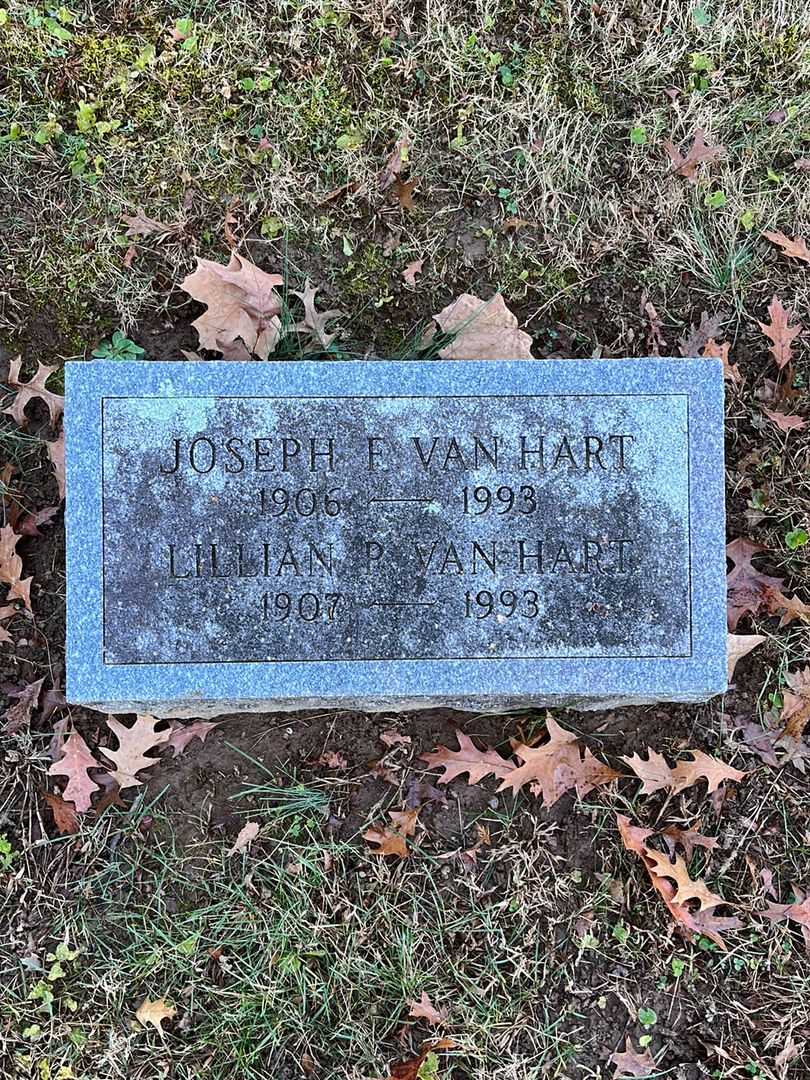 JOSEPH F. VAN HART
1906 — 1993
LILLIAN P. VAN HART
1907 — 1993